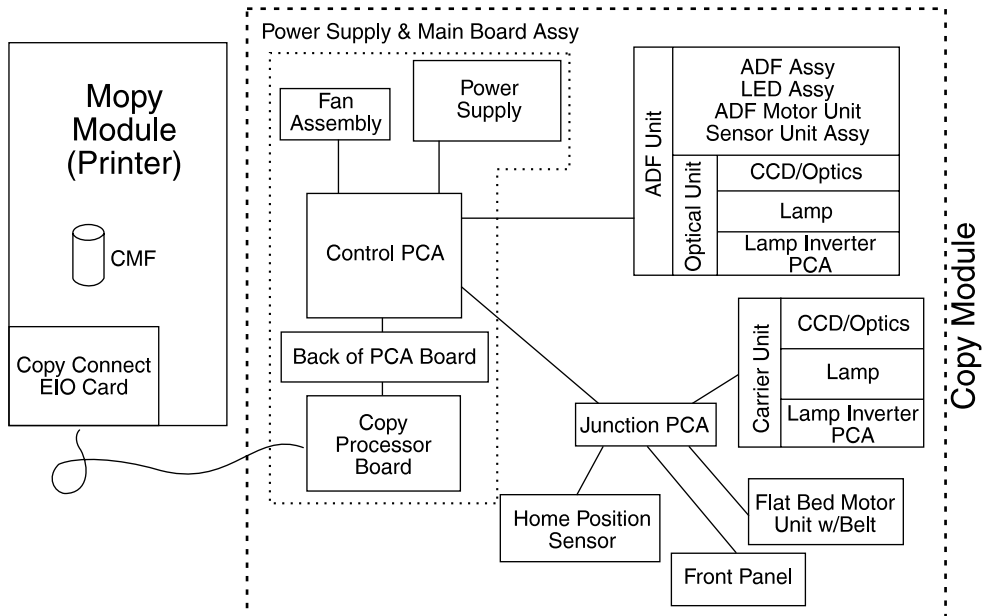 Mopy
Module
(Printer)
CMF
Copy Connect
EIO Card
Power Supply & Main Board Assy
Fan
Assembly
Power
Supply
Control PCA
Back of PCA Board
Copy
Processor
Board
ADF Unit
ADF Assy
LED Assy
ADF Motor Unit
Sensor Unit Assy
Optical Unit
CCD/Optics
Lamp
Lamp Inverter
PCA
Carrier Unit
CCD/Optics
Lamp
Lamp Inverter
PCA
Junction PCA
Home Position
Sensor
Flat Bed Motor
Unit w/Belt
Front Panel
Copy Module